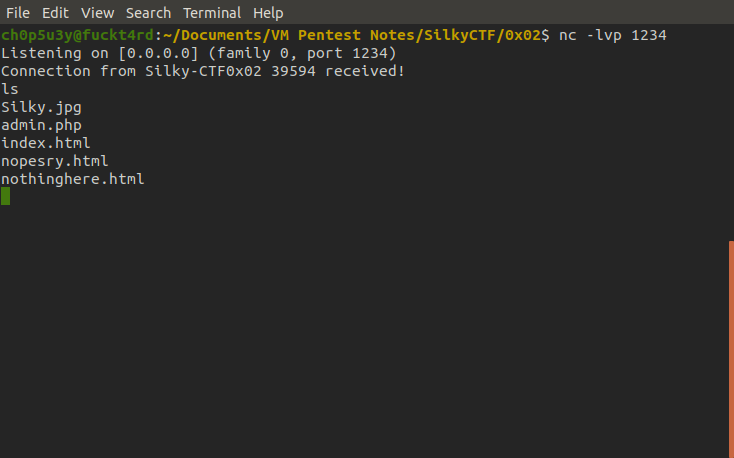 File Edit View Search Terminal Help
ch0p5u3y@fuckt4rd:~/Documents/VM Pentest Notes/SilkyCTF/0x02$ nc -lvp 1234
Listening on [0.0.0.0] (family 0, port 1234)
Connection from Silky-CTF0x02 39594 received!
ls
Silky.jpg
admin.php
index.html
nopesry.html
nothinghere.html